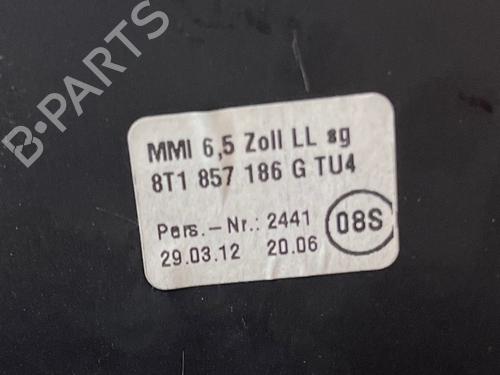 B·PARTS
MMI 6,5 Zoll LL sg
8T1 857 186 G TU4
Pers.-Nr.: 2441
29.03.12 20.06
08S